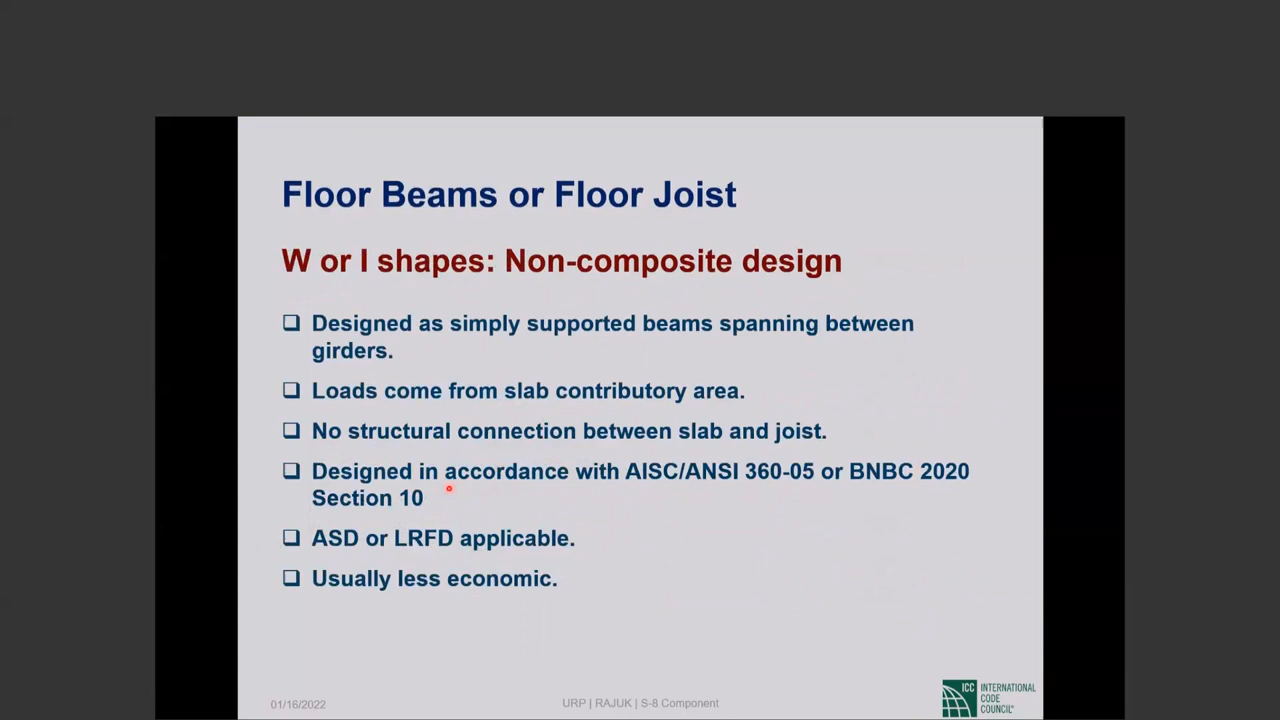 Floor Beams or Floor Joist
W or I shapes: Non-composite design
❑ Designed as simply supported beams spanning between
girders.
❑ Loads come from slab contributory area.
❑ No structural connection between slab and joist.
❑ Designed in accordance with AISC/ANSI 360-05 or BNBC 2020
Section 10
❑ ASD or LRFD applicable.
❑ Usually less economic.
01/16/2022
URP | RAJUK | S-8 Component
ICC
INTERNATIONAL
CODE
COUNCIL®